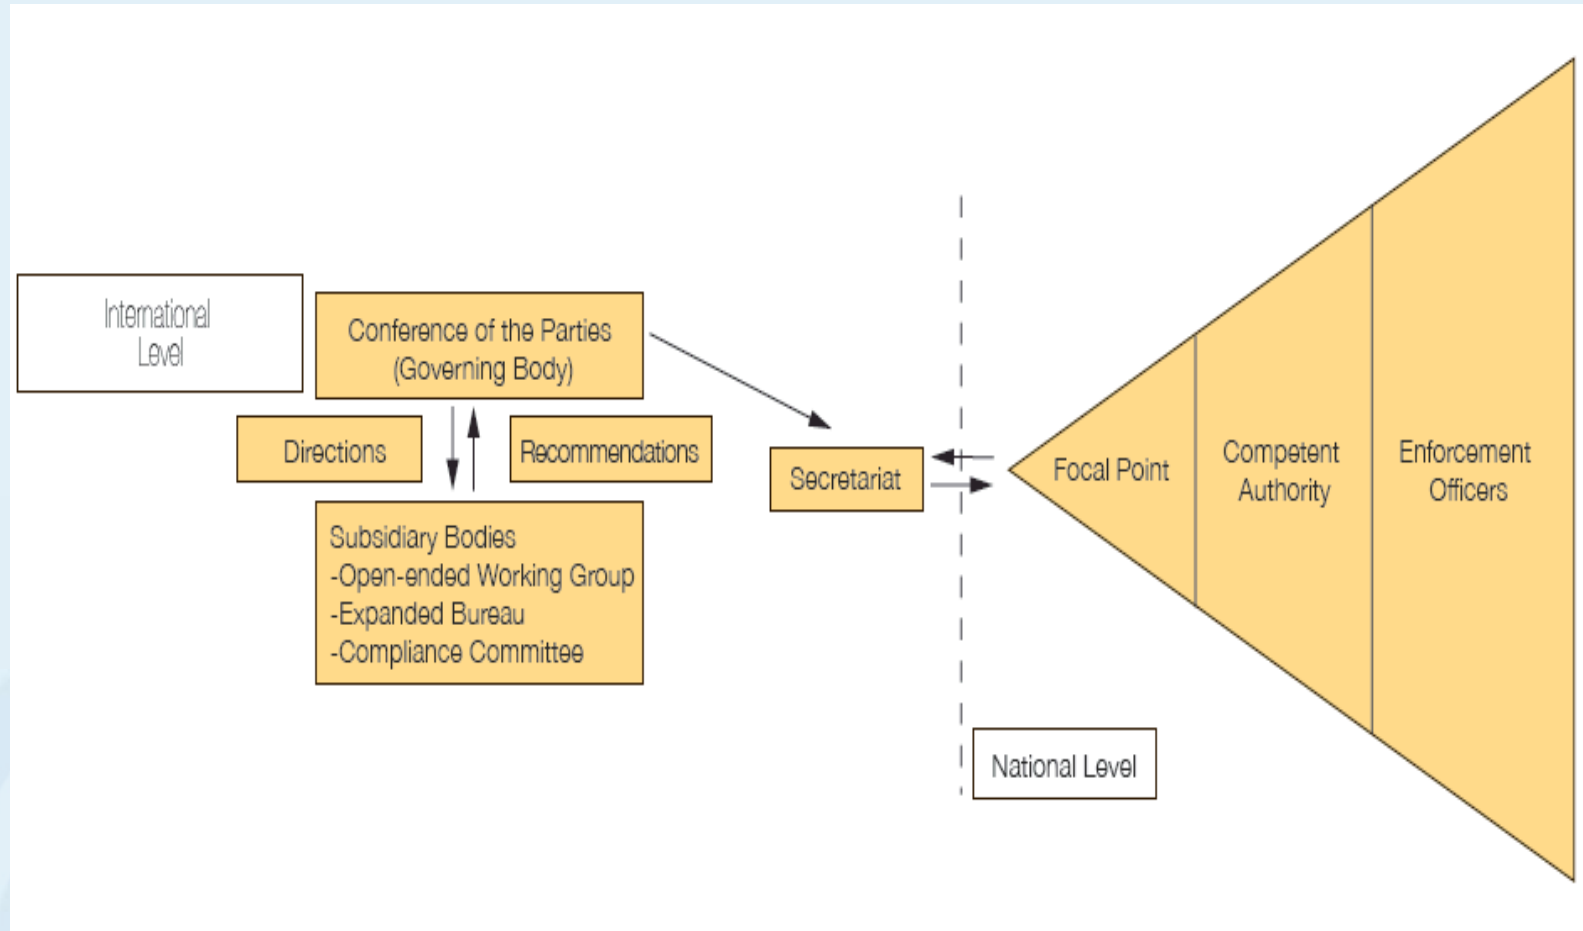 International
Level
Conference of the Parties
(Governing Body)
Directions
Recommendations
Subsidiary Bodies
-Open-ended Working Group
-Expanded Bureau
-Compliance Committee
Secretariat
Focal Point
Competent
Authority
Enforcement
Officers
National Level